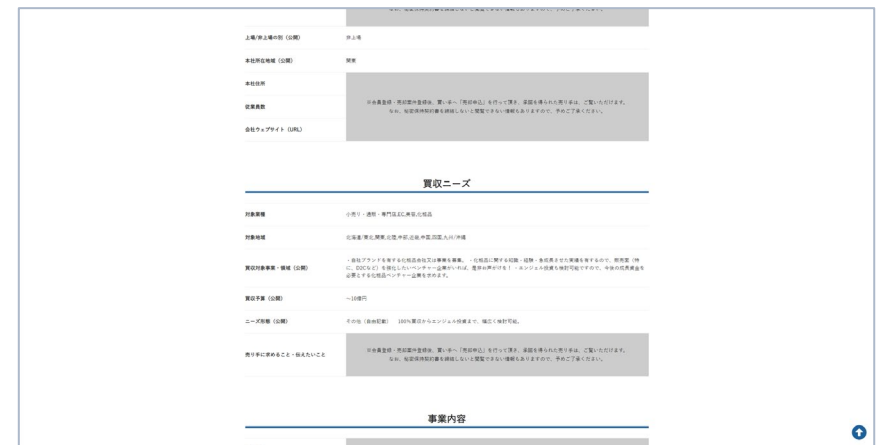 上場/非上場の別（公開）
非上場
本社所在地域（公開）
関東
本社住所
従業員数
会社ウェブサイト（URL）
※会員登録・売却案件登録後、買い手へ「売却申込」を行って頂き、承諾を得られた売り手は、ご覧いただけます。
なお、秘密保持契約書を締結しないと閲覧できない情報もありますので、予めご了承ください。
買収ニーズ
対象業種
小売り・通販・専門店,EC,美容,化粧品
対象地域
北海道/東北,関東,北陸,中部,近畿,中国,四国,九州/沖縄
買収対象事業・領域（公開）
・自社ブランドを有する化粧品会社又は事業を募集。 ・化粧品に関する知識・経験・急成長させた実績を有するので、販売面（特
に、D2Cなど）を強化したいベンチャー企業がいれば、是非お声がけを！ ・エンジェル投資も検討可能ですので、今後の成長資金を
必要とする化粧品ベンチャー企業を求めます。
買収予算（公開）
～10億円
ニーズ形態（公開）
その他（自由記載） 100%買収からエンジェル投資まで、幅広く検討可能。
売り手に求めること・伝えたいこと
※会員登録・売却案件登録後、買い手へ「売却申込」を行って頂き、承諾を得られた売り手は、ご覧いただけます。
なお、秘密保持契約書を締結しないと閲覧できない情報もありますので、予めご了承ください。
事業内容